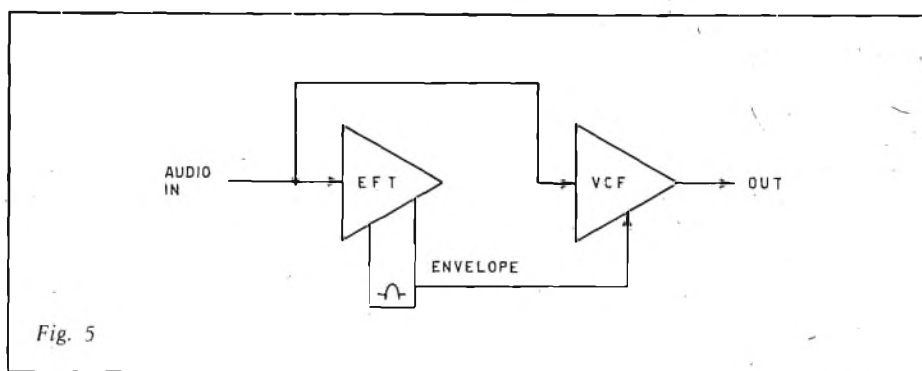 AUDIO
IN
EFT
VCF
OUT
ENVELOPE
Fig. 5